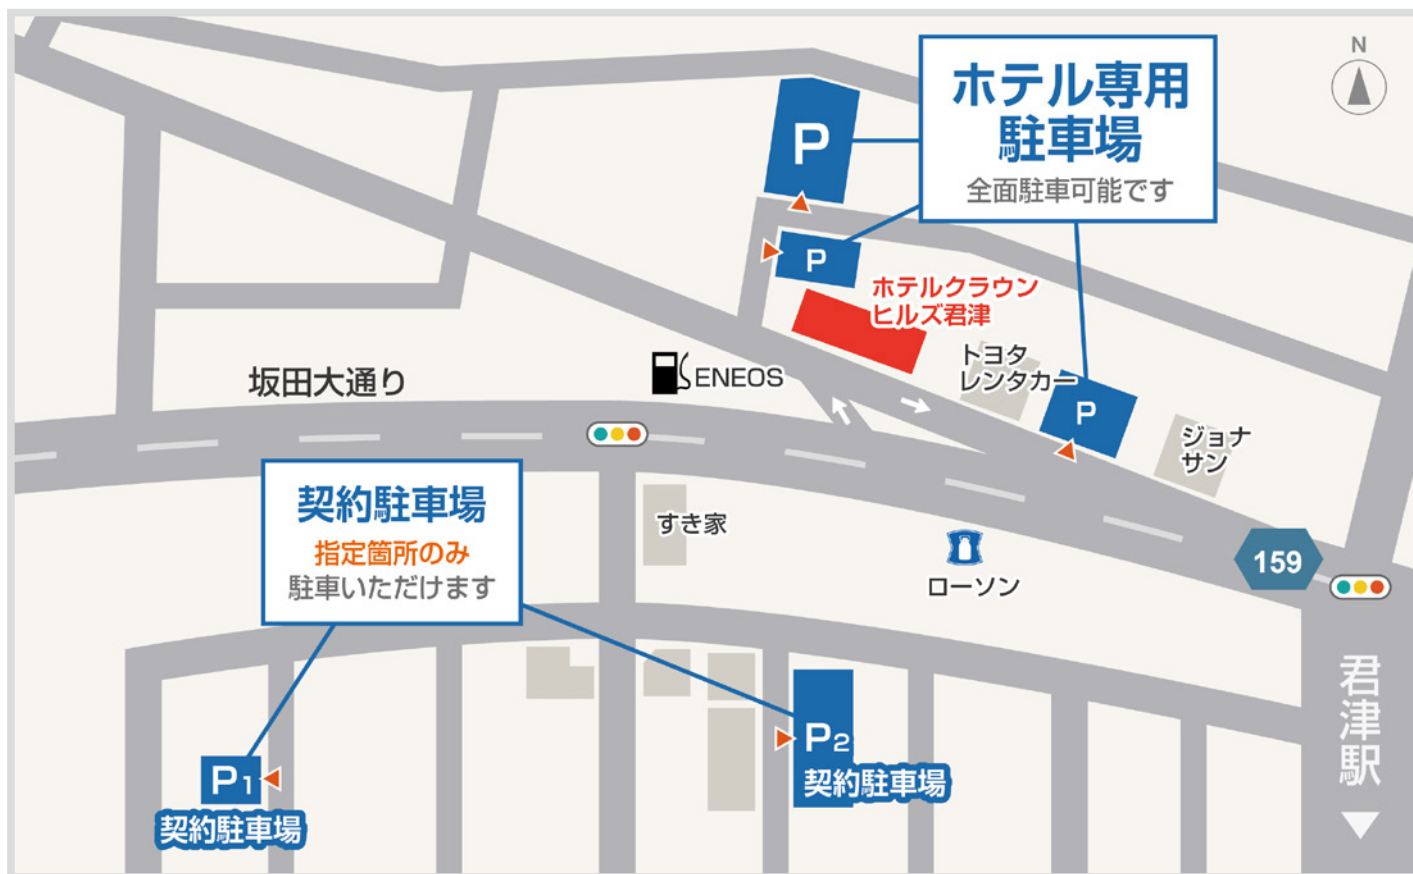 N
ホテル専用
駐車場
全面駐車可能です
P
P
ホテルクラウン
ヒルズ君津
トヨタ
レンタカー
P
ジョナ
サン
ENEOS
坂田大通り
契約駐車場
指定箇所のみ
駐車いただけます
すき家
ローソン
159
君津駅
P1
契約駐車場
P2
契約駐車場